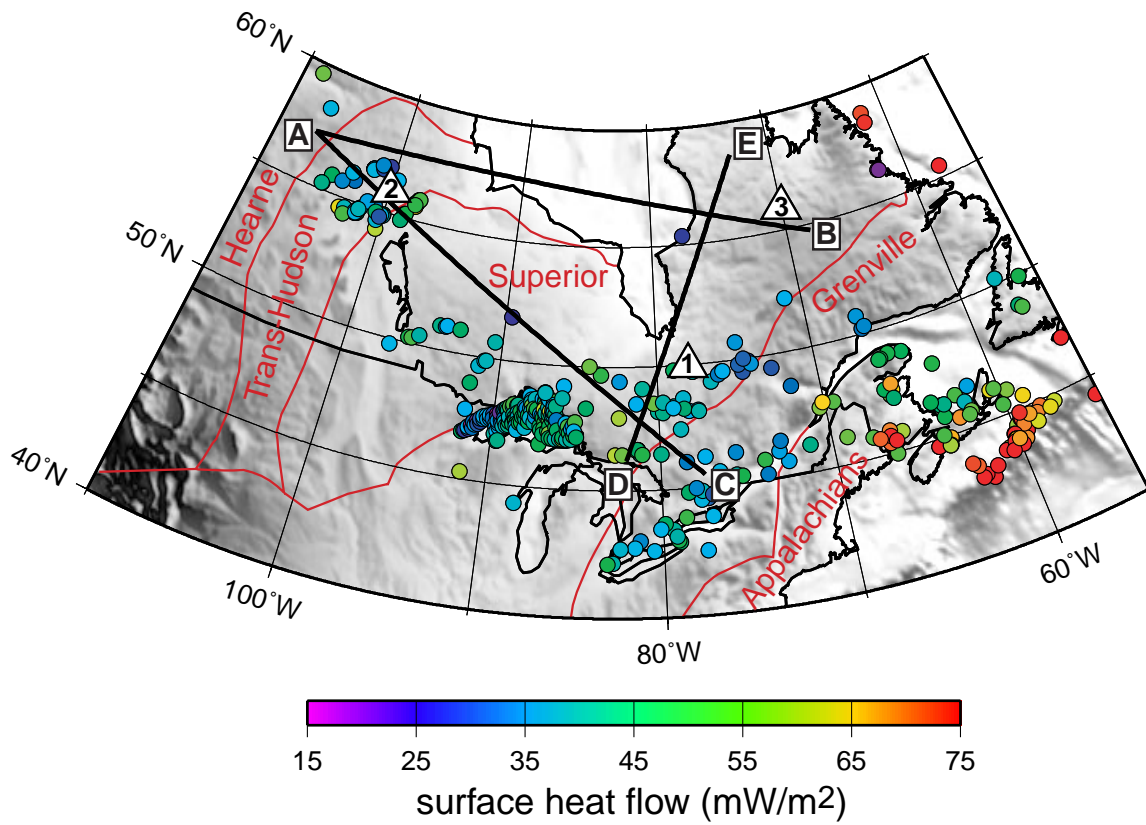 60˚N
50˚N
40˚N
100˚W
80˚W
60˚W
A
B
C
D
E
1
2
3
Hearne
Trans-Hudson
Superior
Grenville
Appalachians
15 25 35 45 55 65 75
surface heat flow (mW/m2)